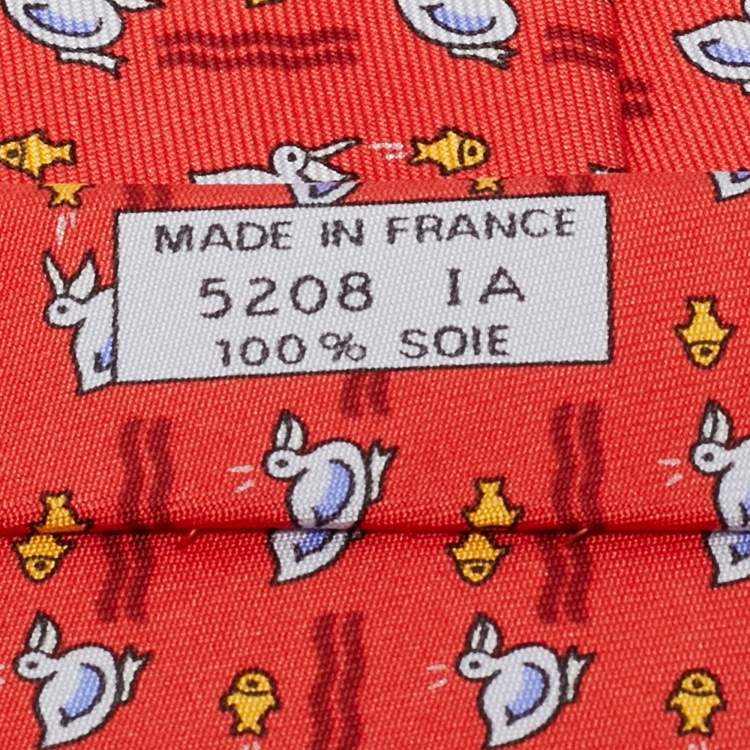 MADE IN FRANCE
5208 IA
100% SOIE